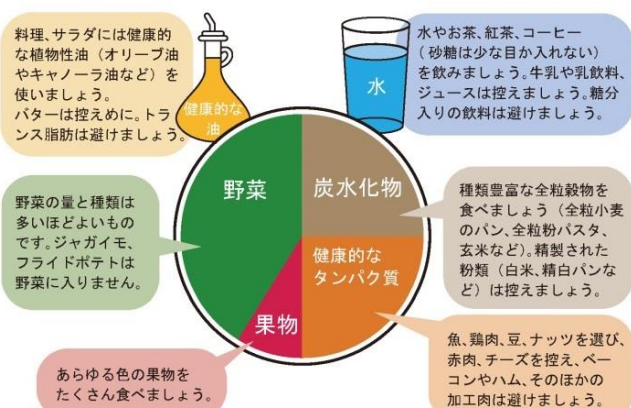 料理、サラダには健康的
な植物性油（オリーブ油
やキャノーラ油など）を
使いましょう。
バターは控えめに。トラ
ンス脂肪は避けましょう。
健康的な
油
水
水やお茶、紅茶、コーヒー
（砂糖は少な目か入れない）
を飲みましょう。牛乳や乳飲料、
ジュースは控えましょう。糖分
入りの飲料は避けましょう。
野菜の量と種類は
多いほどよいもの
です。ジャガイモ、
フライドポテトは
野菜に入りません。
野菜
炭水化物
健康的な
タンパク質
果物
種類豊富な全粒穀物を
食べましょう（全粒小麦
のパン、全粒粉パスタ、
玄米など）。精製された
粉類（白米、精白パンな
ど）は控えましょう。
あらゆる色の果物を
たくさん食べましょう。
魚、鶏肉、豆、ナッツを選び、
赤肉、チーズを控え、ベー
コンやハム、そのほかの
加工肉は避けましょう。